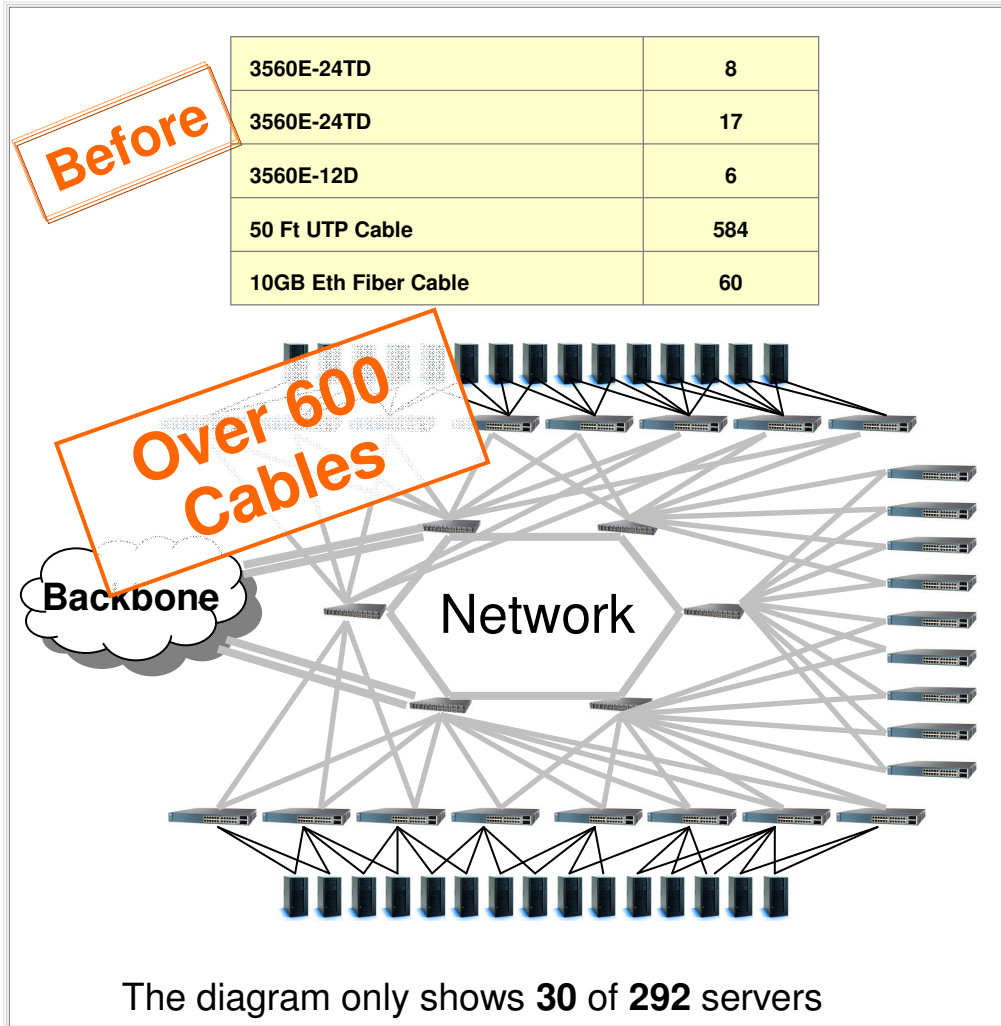 Before
3560E-24TD 8
3560E-24TD 17
3560E-12D 6
50 Ft UTP Cable 584
10GB Eth Fiber Cable 60
Over 600
Cables
Backbone
Network
The diagram only shows 30 of 292 servers